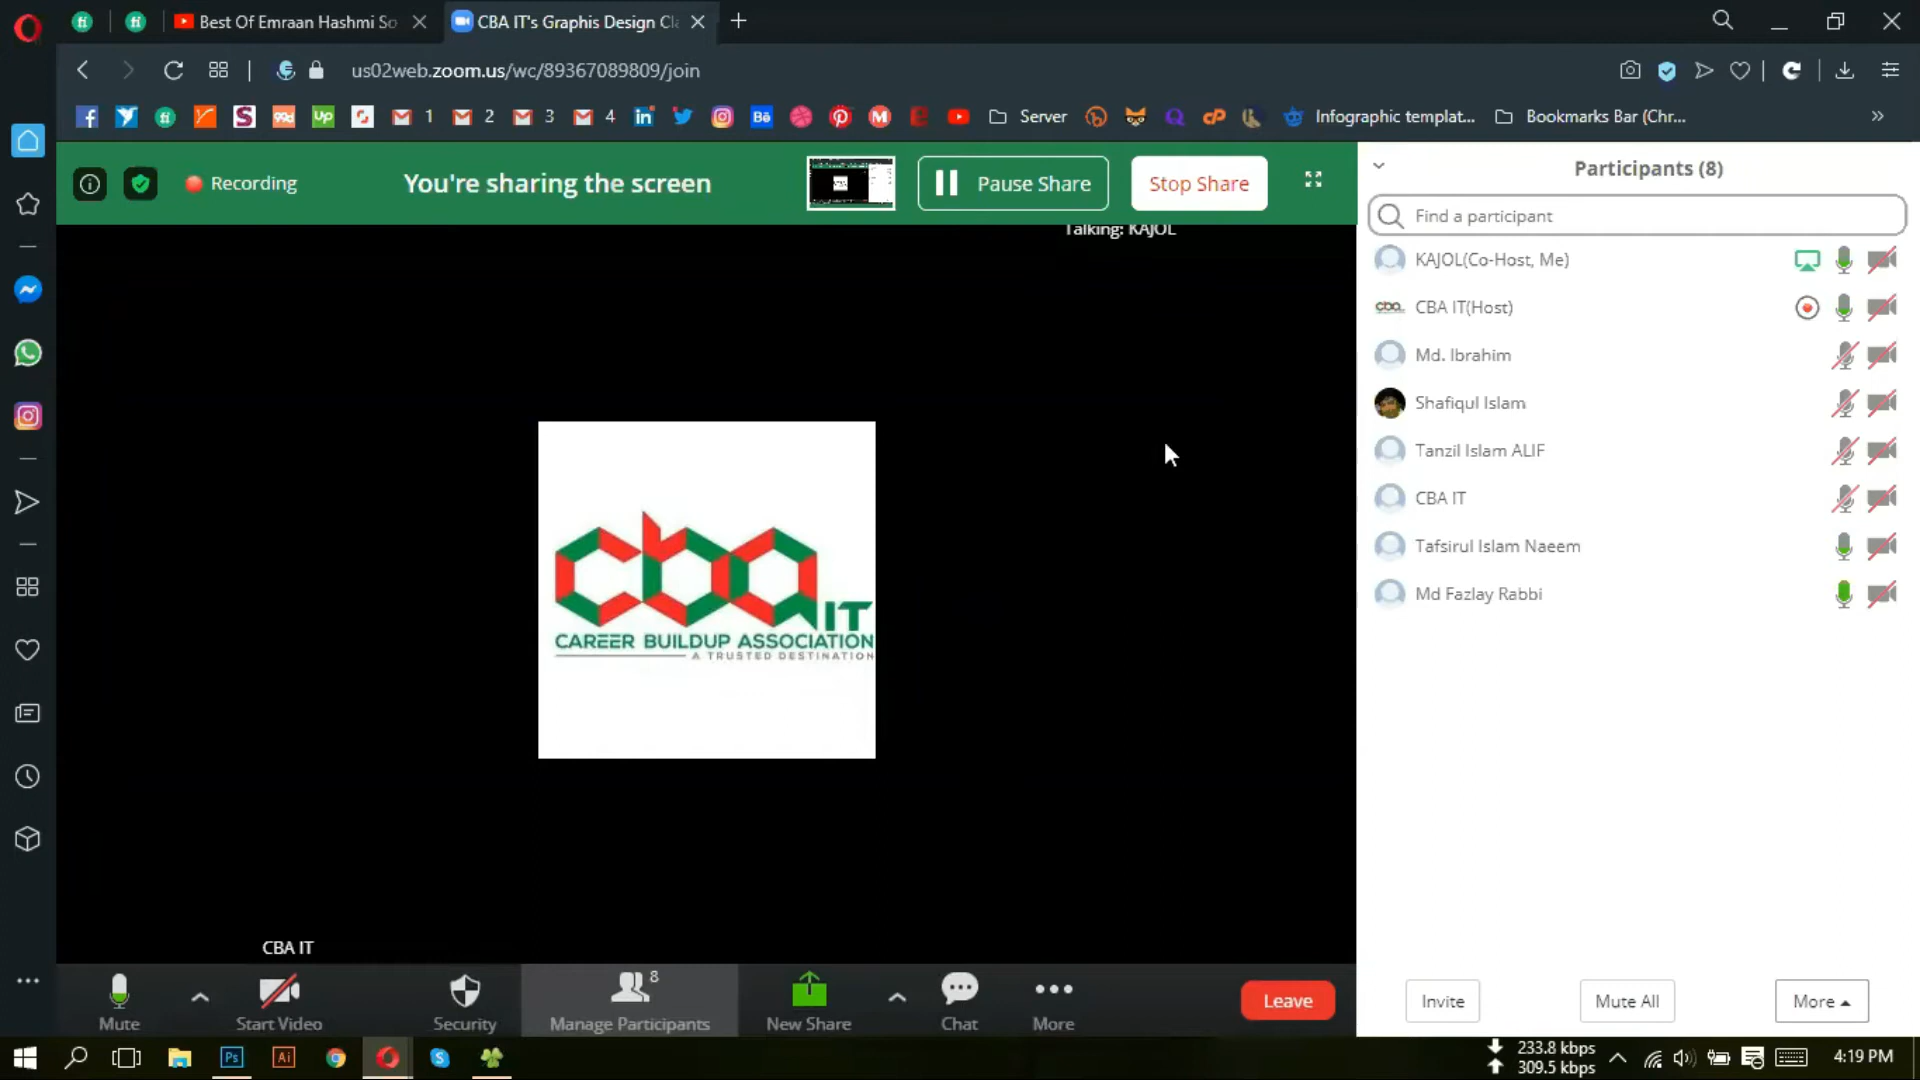 Best Of Emraan Hashmi So
CBA IT's Graphis Design Cl
us02web.zoom.us/wc/89367089809/join
1
2
3
4
Server
Infographic templat...
Bookmarks Bar (Chr...
Recording
You're sharing the screen
Pause Share
Stop Share
Talking: KAJOL
cba IT
CAREER BUILDUP ASSOCIATION
A TRUSTED DESTINATION
CBA IT
Participants (8)
Find a participant
KAJOL(Co-Host, Me)
CBA IT(Host)
Md. Ibrahim
Shafiqul Islam
Tanzil Islam ALIF
CBA IT
Tafsirul Islam Naeem
Md Fazlay Rabbi
Invite
Mute All
More
Mute
Start Video
Security
8
Manage Participants
New Share
Chat
More
Leave
Ps
Ai
233.8 kbps
309.5 kbps
4:19 PM